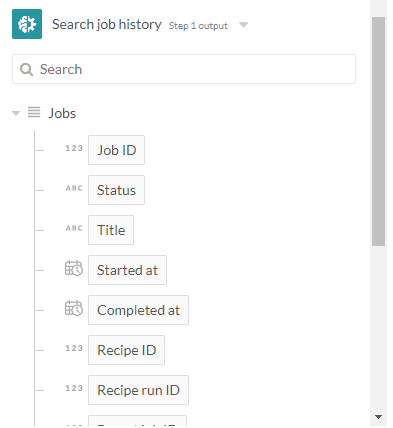 Search job history Step 1 output
Search
Jobs
123 Job ID
ABC Status
ABC Title
Started at
Completed at
123 Recipe ID
123 Recipe run ID